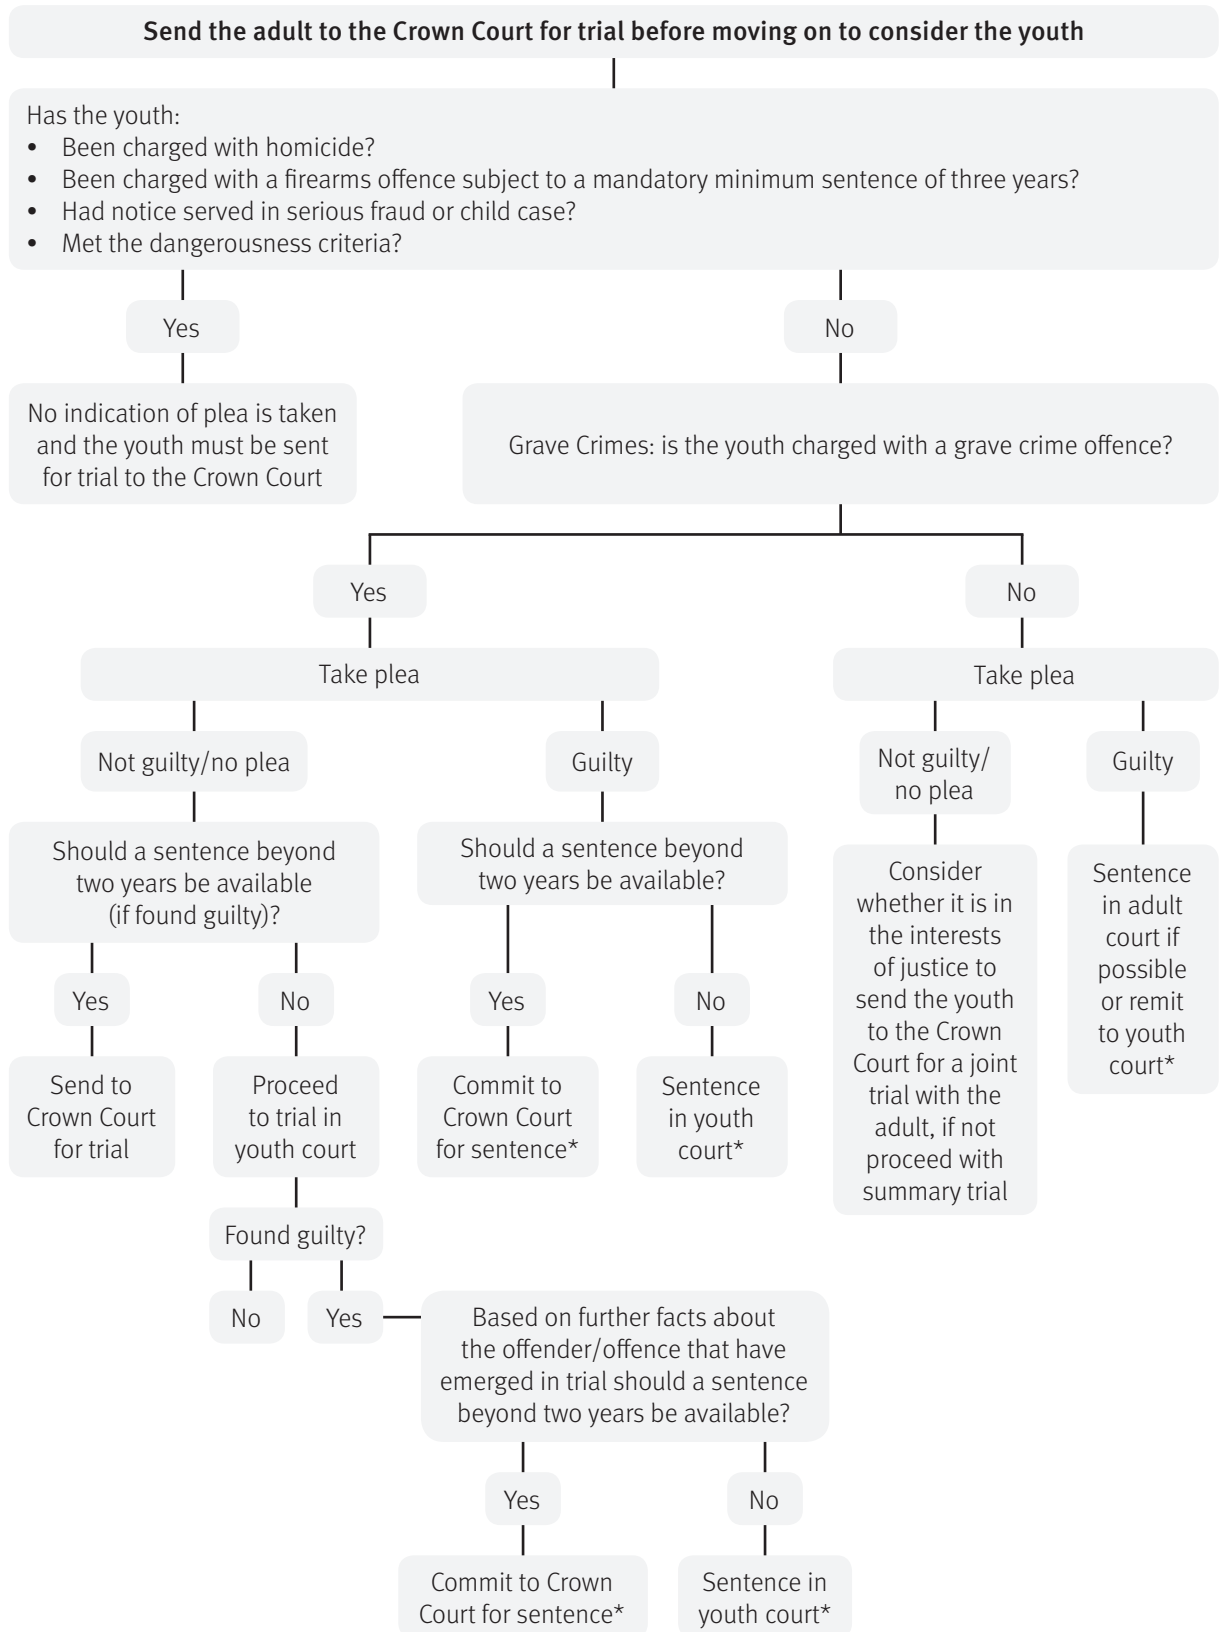 Send the adult to the Crown Court for trial before moving on to consider the youth
Has the youth:
• Been charged with homicide?
• Been charged with a firearms offence subject to a mandatory minimum sentence of three years?
• Had notice served in serious fraud or child case?
• Met the dangerousness criteria?
Yes
No
No indication of plea is taken
and the youth must be sent
for trial to the Crown Court
Grave Crimes: is the youth charged with a grave crime offence?
Yes
No
Take plea
Take plea
Not guilty/no plea
Guilty
Not guilty/
no plea
Guilty
Should a sentence beyond
two years be available
(if found guilty)?
Should a sentence beyond
two years be available?
Consider
whether it is in
the interests
of justice to
send the youth
to the Crown
Court for a joint
trial with the
adult, if not
proceed with
summary trial
Sentence
in adult
court if
possible
or remit
to youth
court*
Yes
No
Yes
No
Send to
Crown Court
for trial
Proceed
to trial in
youth court
Commit to
Crown Court
for sentence*
Sentence
in youth
court*
Found guilty?
No
Yes
Based on further facts about
the offender/offence that have
emerged in trial should a sentence
beyond two years be available?
Yes
No
Commit to Crown
Court for sentence*
Sentence in
youth court*